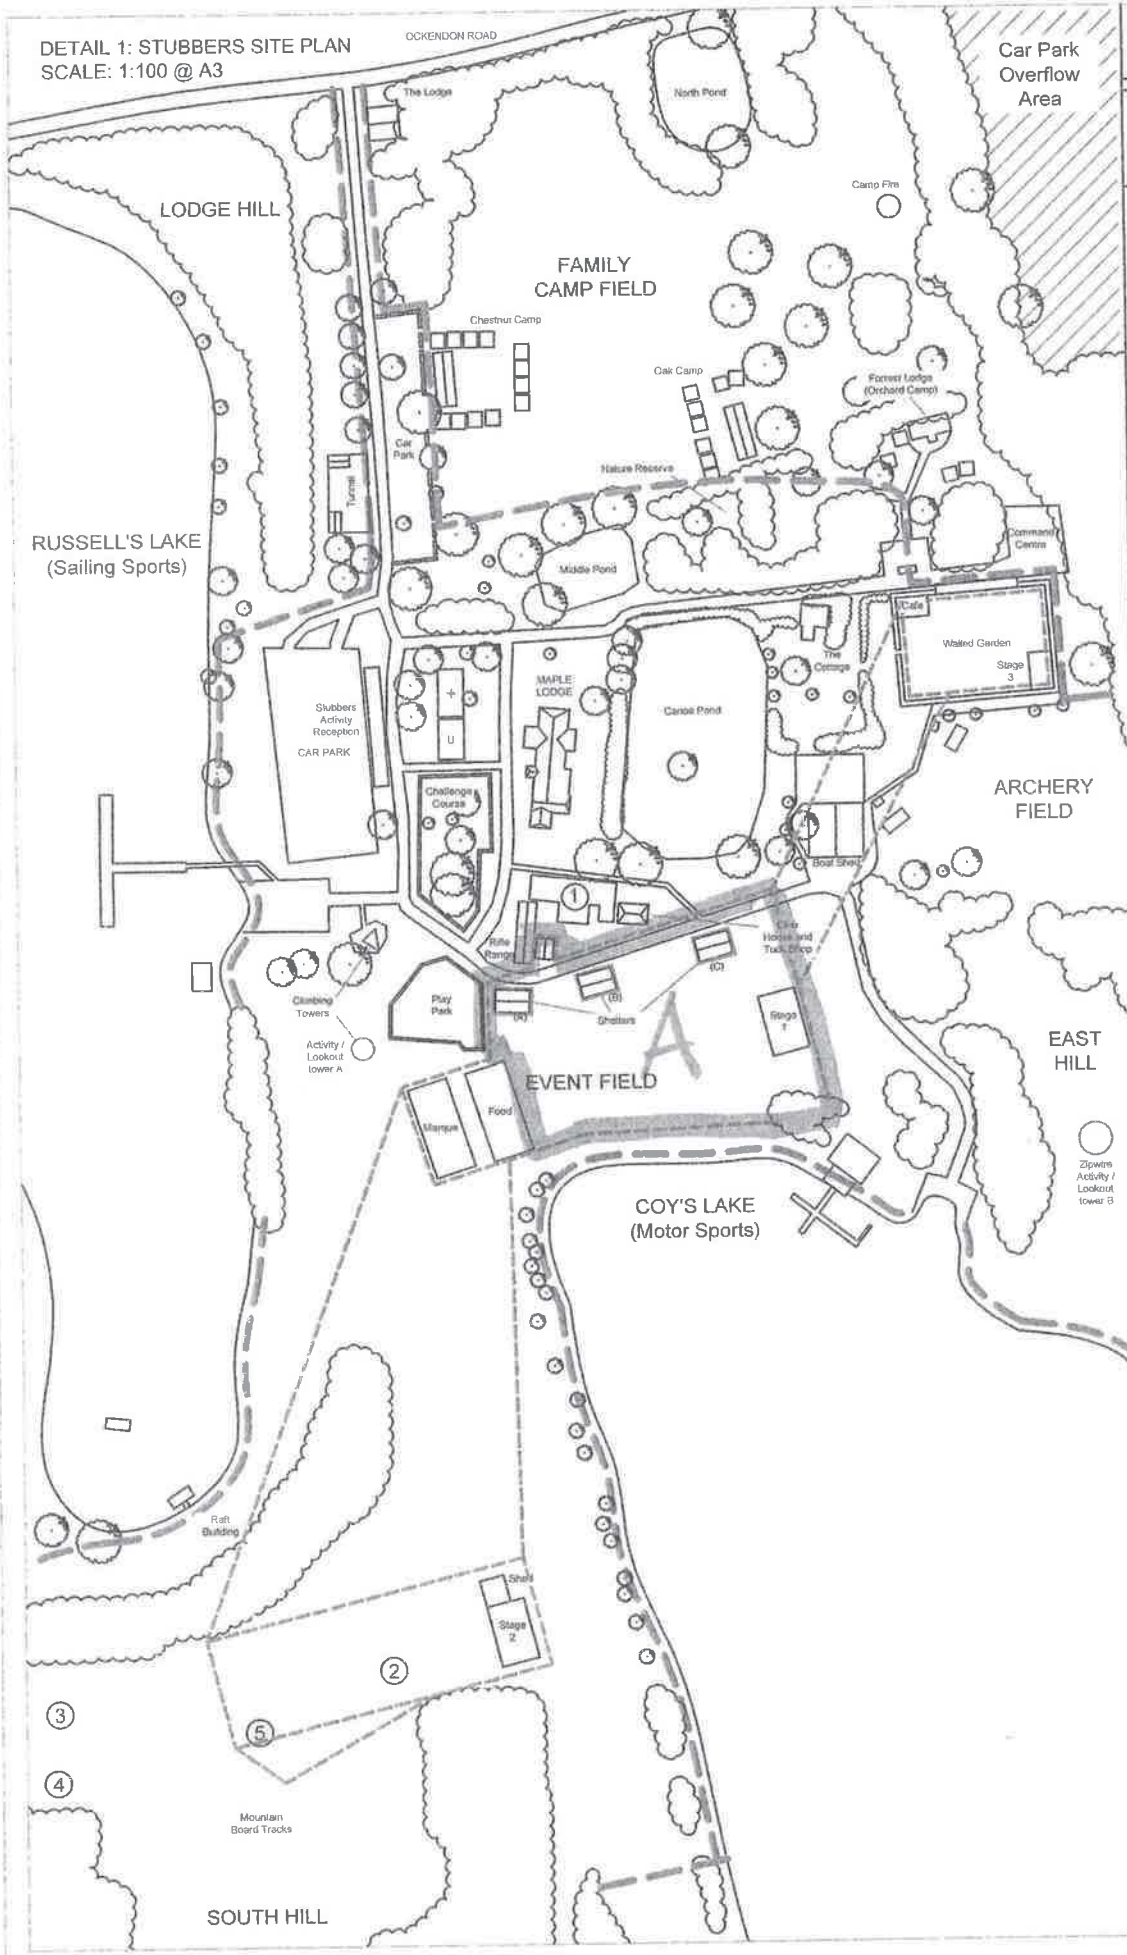 DETAIL 1: STUBBERS SITE PLAN
SCALE: 1:100 @ A3
OCKENDON ROAD
Car Park
Overflow
Area
The Lodge
North Pond
Camp Fire
LODGE HILL
FAMILY
CAMP FIELD
Chestnut Camp
Oak Camp
Forrest Lodge
(Orchard Camp)
Car
Park
Nature Reserve
Tunnel
RUSSELL'S LAKE
(Sailing Sports)
Middle Pond
Command
Centre
Cafe
Walled Garden
Stage
3
The
Cottage
MAPLE
LODGE
Stubbers
Activity
Reception
CAR PARK
+
U
Canoe Pond
Challenge
Course
ARCHERY
FIELD
Boat Shed
1
Rifle
Range
House and
Tuck Shop
(C)
(B)
(A)
Shelters
Play
Park
Climbing
Towers
Activity /
Lookout
tower A
Stage
1
A
EVENT FIELD
EAST
HILL
Marque
Food
Zipwire
Activity /
Lookout
tower B
COY'S LAKE
(Motor Sports)
Raft
Building
Shed
Stage
2
2
3
5
4
Mountain
Board Tracks
SOUTH HILL